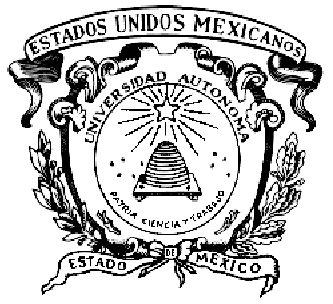 ESTADOS UNIDOS MEXICANOS
UNIVERSIDAD AUTONOMA
PATRIA CIENCIA Y TRABAJO
ESTADO DE MEXICO